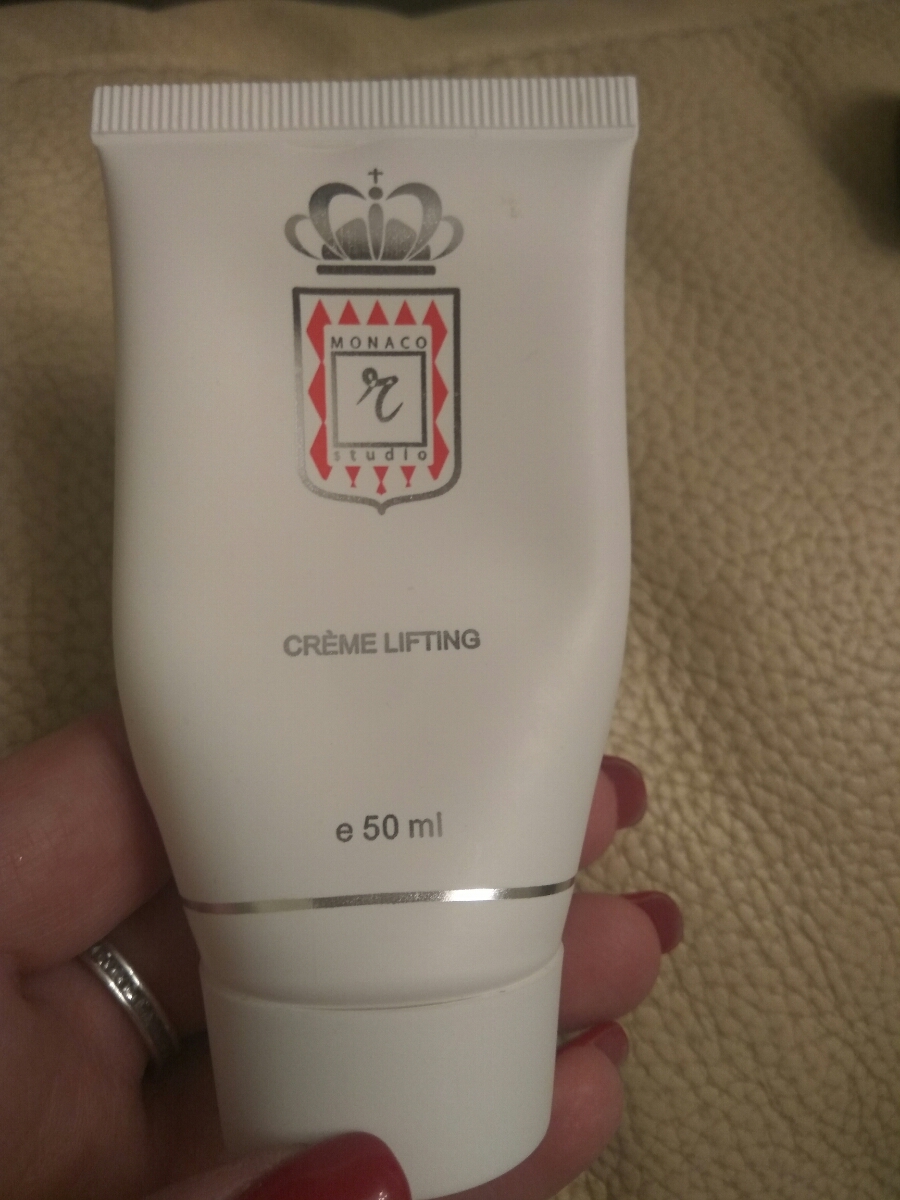 MONACO
R
studio
CRÈME LIFTING
e 50 ml